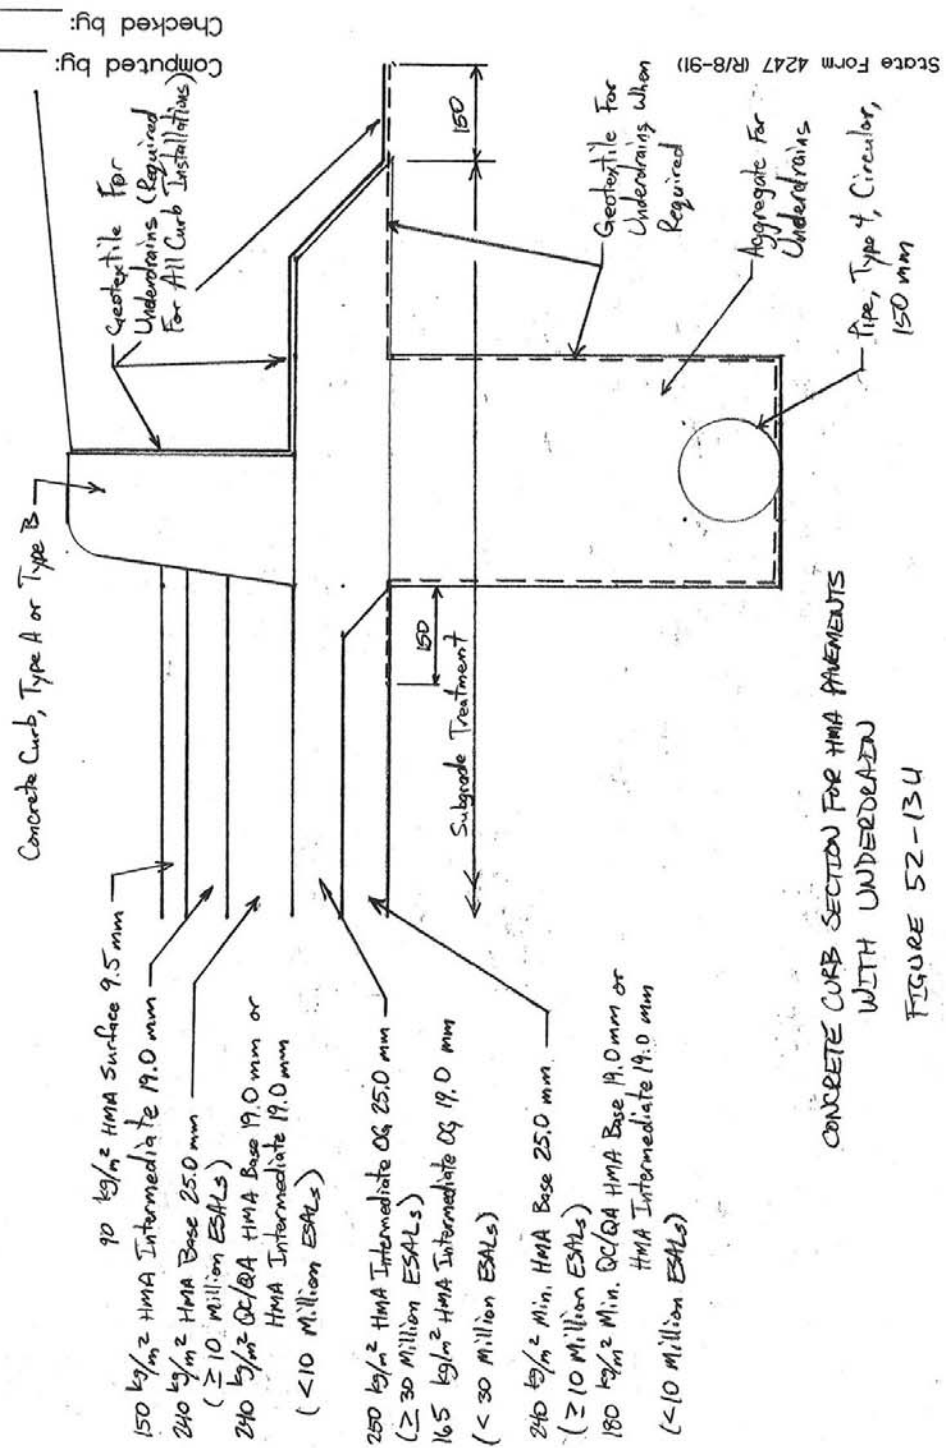 Computed by:
Checked by:
State Form 4247 (R/8-91)
Concrete Curb, Type A or Type B
Geotextile For
Underdrains (Required
For All Curb Installations)
90 kg/m² HMA Surface 9.5 mm
150 kg/m² HMA Intermediate 19.0 mm
240 kg/m² HMA Base 25.0 mm
(≥ 10 million ESALs)
240 kg/m² QC/QA HMA Base 19.0 mm or
HMA Intermediate 19.0 mm
(< 10 Million ESALs)
250 kg/m² HMA Intermediate OG 25.0 mm
(≥ 30 Million ESALs)
165 kg/m² HMA Intermediate OG 19.0 mm
(< 30 Million ESALs)
240 kg/m² Min. HMA Base 25.0 mm
(≥ 10 Million ESALs)
180 kg/m² Min. QC/QA HMA Base 19.0 mm or
HMA Intermediate 19.0 mm
(< 10 Million ESALs)
150
150
Subgrade Treatment
Geotextile For
Underdrains When
Required
Aggregate For
Underdrains
Pipe, Type 4, Circular,
150 mm
CONCRETE CURB SECTION FOR HMA PAVEMENTS
WITH UNDERDRAIN
FIGURE 52-13U